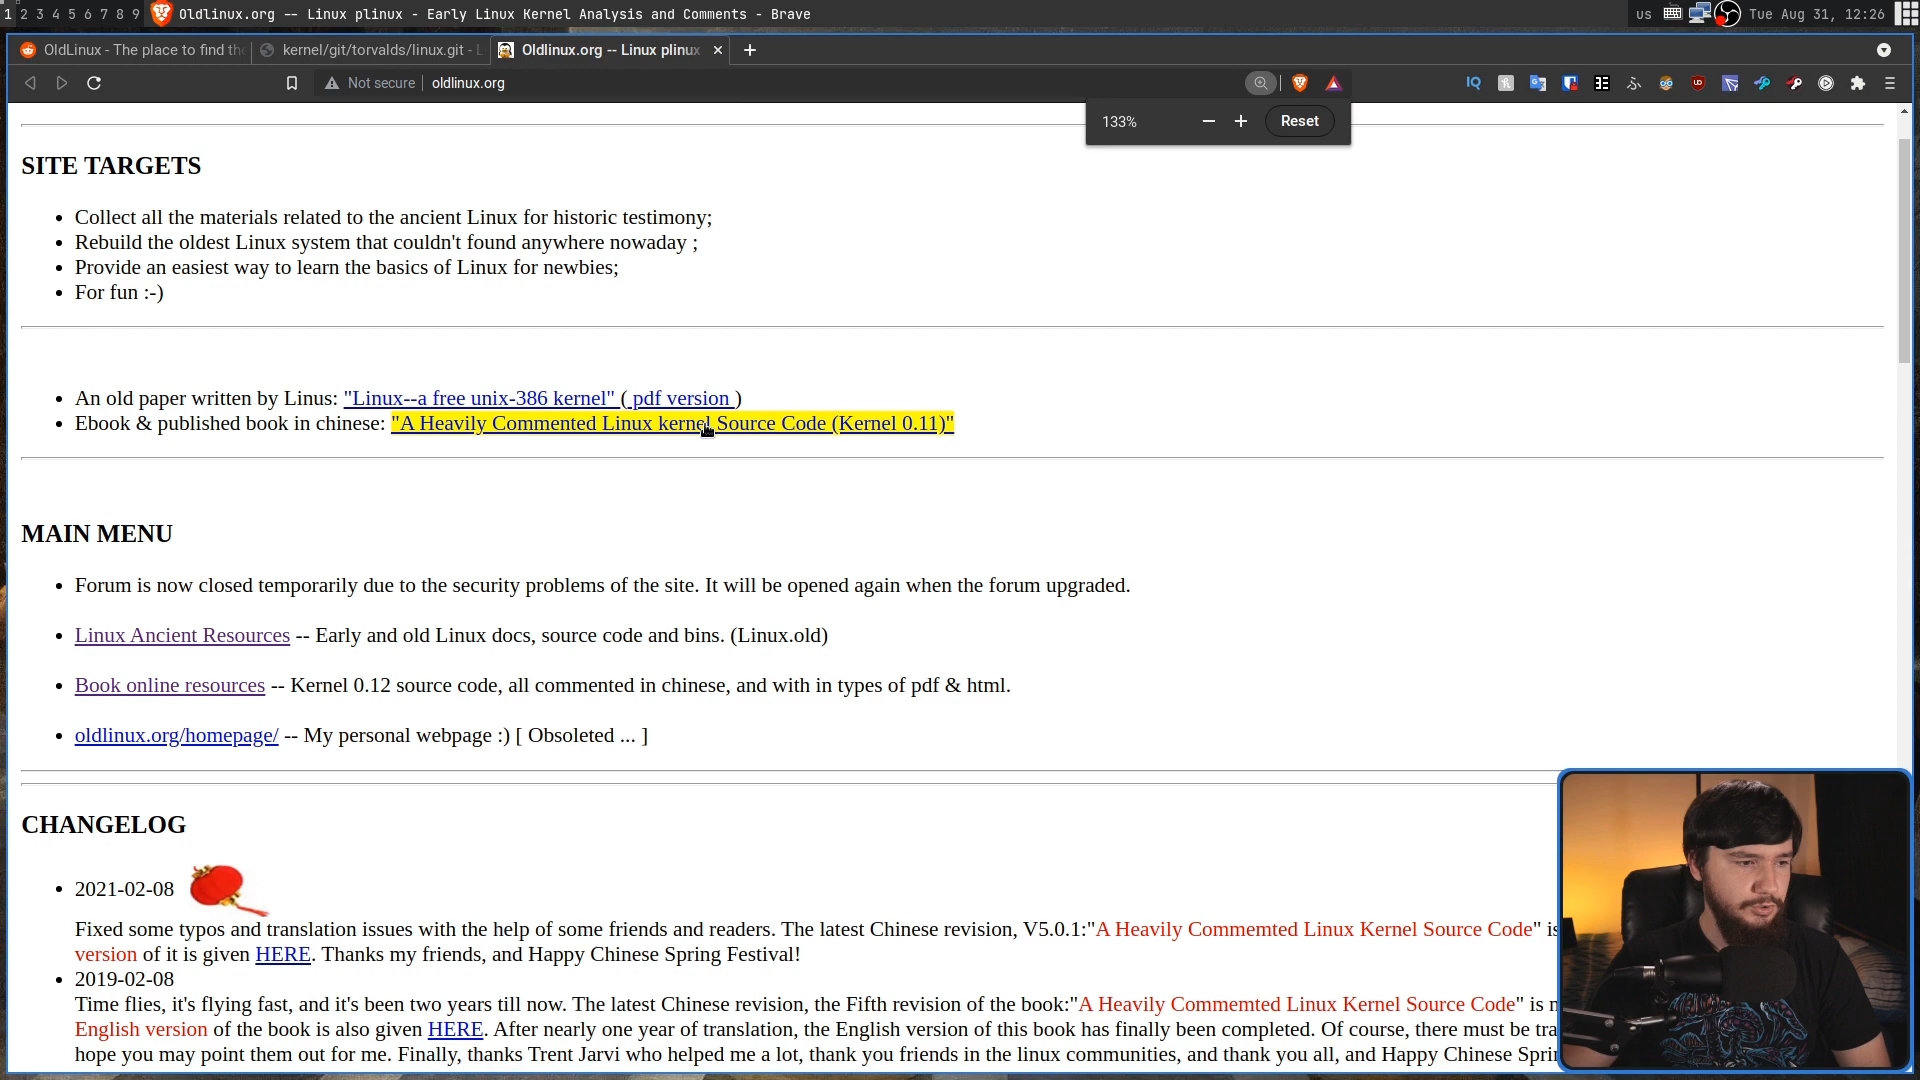 1 2 3 4 5 6 7 8 9 Oldlinux.org -- Linux plinux - Early Linux Kernel Analysis and Comments - Brave us Tue Aug 31, 12:26
OldLinux - The place to find th kernel/git/torvalds/linux.git - L Oldlinux.org -- Linux plinux
Not secure oldlinux.org
133% Reset
SITE TARGETS
Collect all the materials related to the ancient Linux for historic testimony;
Rebuild the oldest Linux system that couldn't found anywhere nowaday ;
Provide an easiest way to learn the basics of Linux for newbies;
For fun :-)
An old paper written by Linus: "Linux--a free unix-386 kernel" ( pdf version )
Ebook & published book in chinese: "A Heavily Commented Linux kernel Source Code (Kernel 0.11)"
MAIN MENU
Forum is now closed temporarily due to the security problems of the site. It will be opened again when the forum upgraded.
Linux Ancient Resources -- Early and old Linux docs, source code and bins. (Linux.old)
Book online resources -- Kernel 0.12 source code, all commented in chinese, and with in types of pdf & html.
oldlinux.org/homepage/ -- My personal webpage :) [ Obsoleted ... ]
CHANGELOG
2021-02-08
Fixed some typos and translation issues with the help of some friends and readers. The latest Chinese revision, V5.0.1:"A Heavily Commemted Linux Kernel Source Code" is
version of it is given HERE. Thanks my friends, and Happy Chinese Spring Festival!
2019-02-08
Time flies, it's flying fast, and it's been two years till now. The latest Chinese revision, the Fifth revision of the book:"A Heavily Commemted Linux Kernel Source Code" is n
English version of the book is also given HERE. After nearly one year of translation, the English version of this book has finally been completed. Of course, there must be tra
hope you may point them out for me. Finally, thanks Trent Jarvi who helped me a lot, thank you friends in the linux communities, and thank you all, and Happy Chinese Sprin